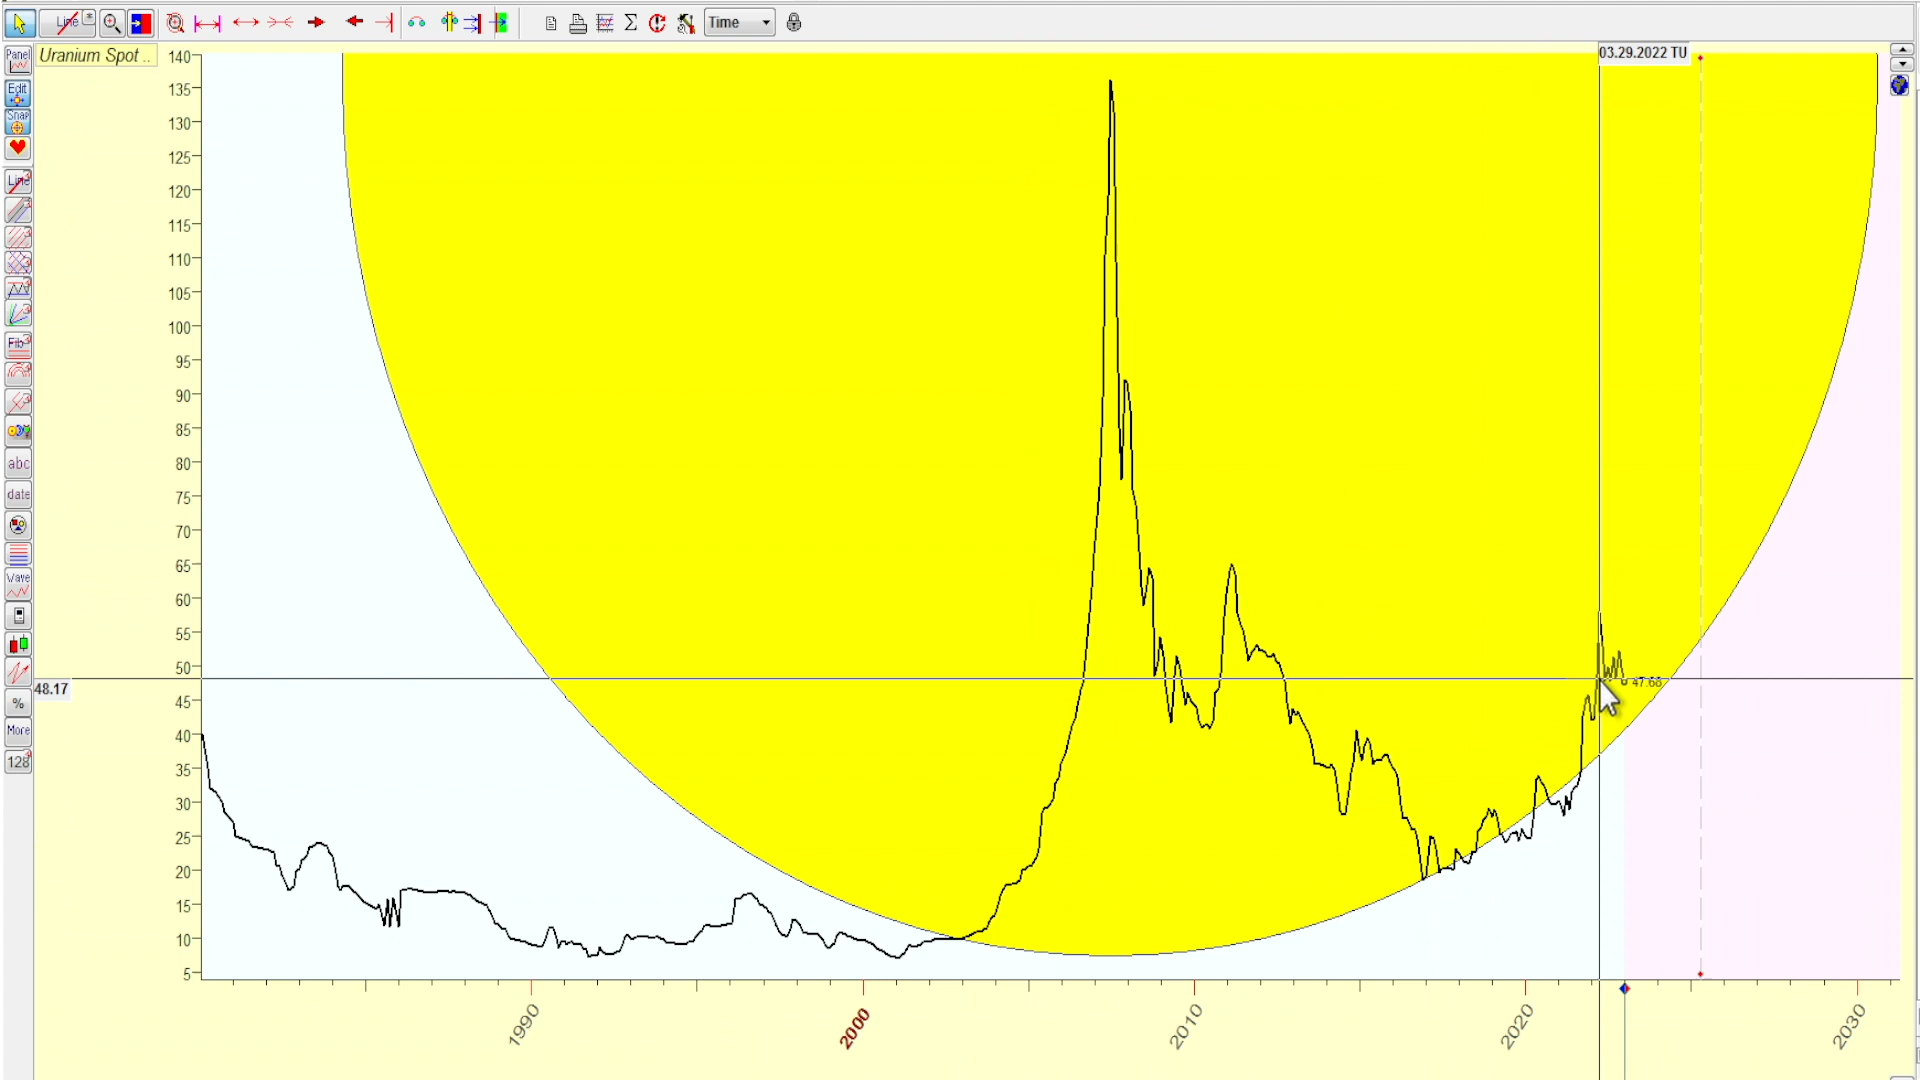 Line
Time
Panel
Uranium Spot ..
03.29.2022 TU
Edit
Snap
Line
Fib
abc
date
Wave
%
More
128
140
135
130
125
120
115
110
105
100
95
90
85
80
75
70
65
60
55
50
45
40
35
30
25
20
15
10
5
48.17
47.68
1990
2000
2010
2020
2030